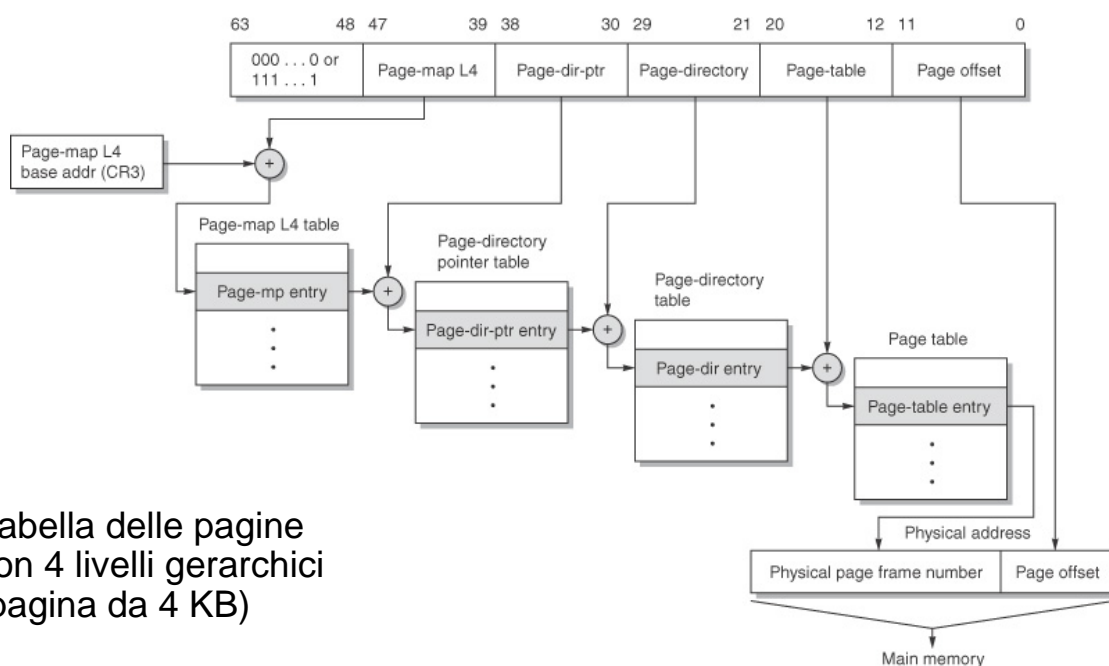 63 48 47 39 38 30 29 21 20 12 11 0
000 . . . 0 or
111 . . . 1
Page-map L4
Page-dir-ptr
Page-directory
Page-table
Page offset
Page-map L4
base addr (CR3)
+
Page-map L4 table
Page-mp entry
+
Page-directory
pointer table
Page-dir-ptr entry
+
Page-directory
table
Page-dir entry
+
Page table
Page-table entry
abella delle pagine
on 4 livelli gerarchici
pagina da 4 KB)
Physical address
Physical page frame number
Page offset
Main memory